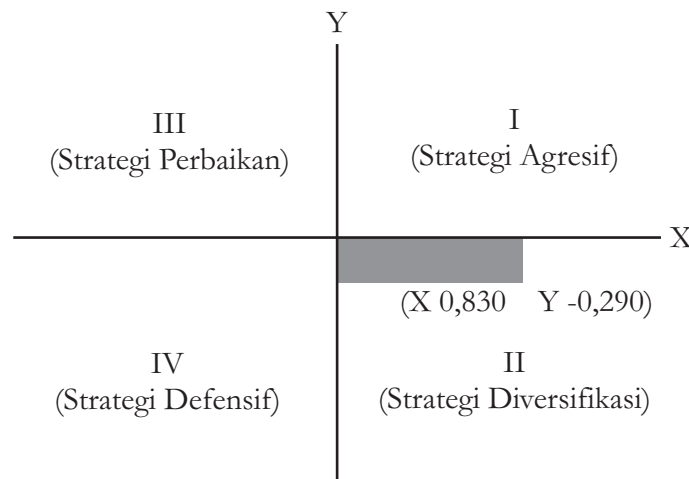 Y
III
(Strategi Perbaikan)
I
(Strategi Agresif)
X
(X 0,830 Y -0,290)
IV
(Strategi Defensif)
II
(Strategi Diversifikasi)